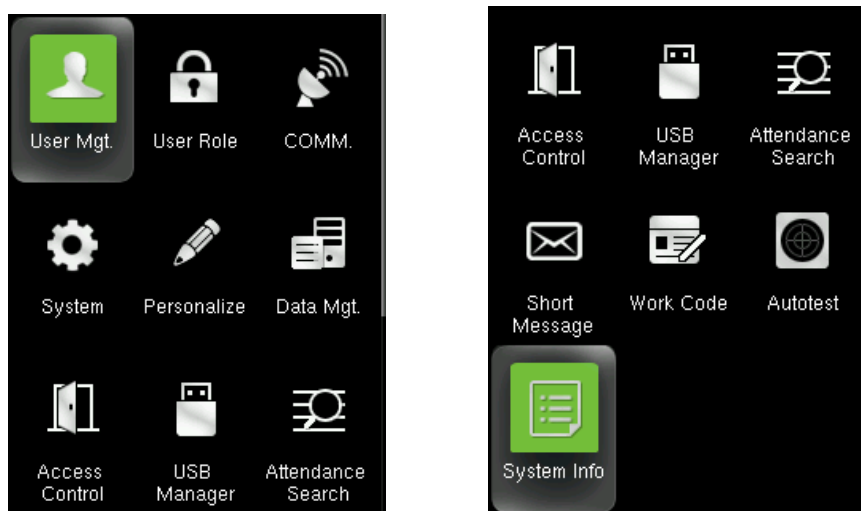 User Mgt. User Role COMM.
System Personalize Data Mgt.
Access Control USB Manager Attendance Search
Access Control USB Manager Attendance Search
Short Message Work Code Autotest
System Info